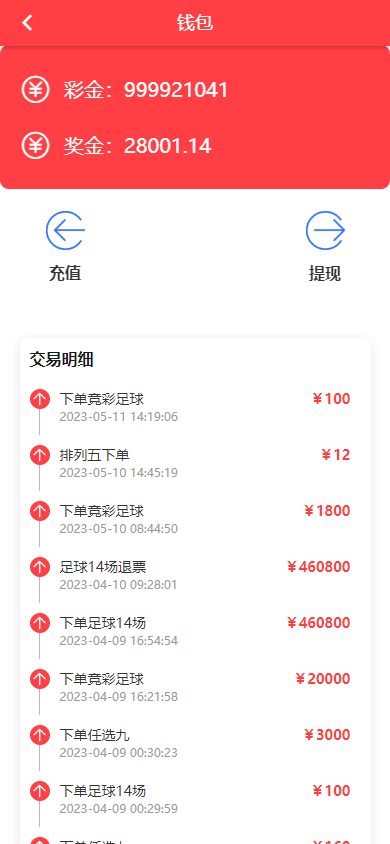 钱包
彩金：999921041
奖金：28001.14
充值 提现
交易明细
下单竞彩足球 ￥100
2023-05-11 14:19:06
排列五下单 ￥12
2023-05-10 14:45:19
下单竞彩足球 ￥1800
2023-05-10 08:44:50
足球14场退票 ￥460800
2023-04-10 09:28:01
下单足球14场 ￥460800
2023-04-09 16:54:54
下单竞彩足球 ￥20000
2023-04-09 16:21:58
下单任选九 ￥3000
2023-04-09 00:30:23
下单足球14场 ￥100
2023-04-09 00:29:59